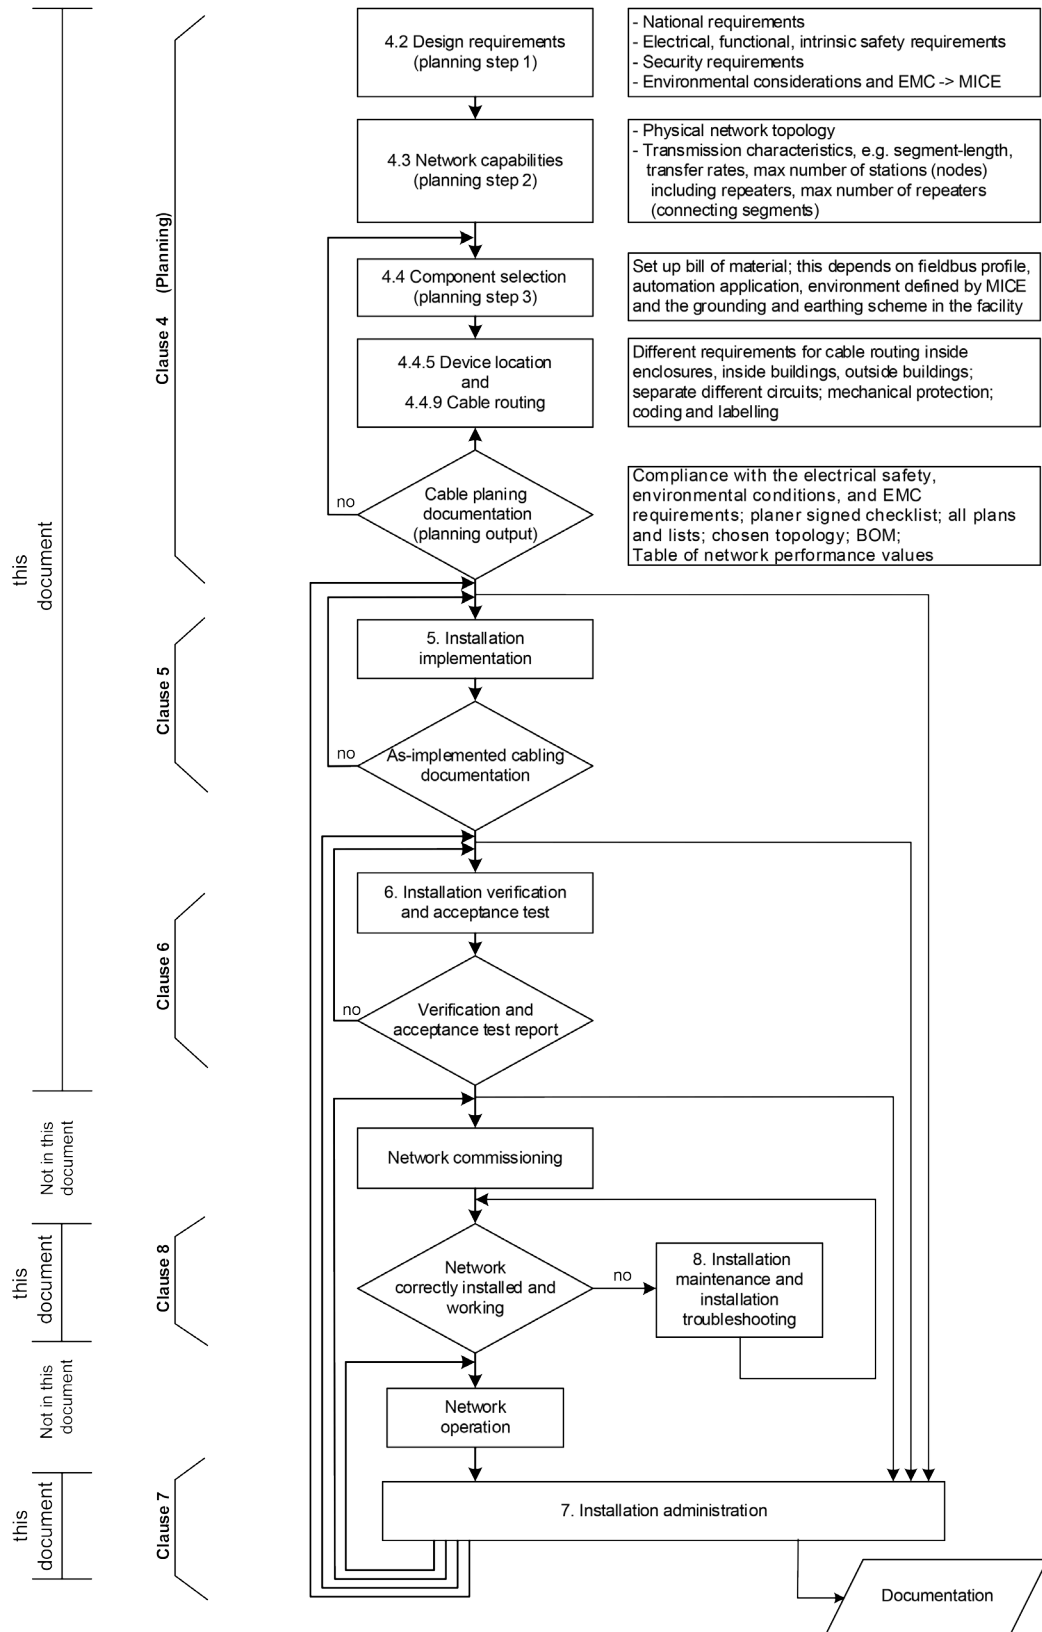 4.2 Design requirements
(planning step 1)
- National requirements
- Electrical, functional, intrinsic safety requirements
- Security requirements
- Environmental considerations and EMC -> MICE
4.3 Network capabilities
(planning step 2)
- Physical network topology
- Transmission characteristics, e.g. segment-length,
transfer rates, max number of stations (nodes)
including repeaters, max number of repeaters
(connecting segments)
Clause 4 (Planning)
4.4 Component selection
(planning step 3)
Set up bill of material; this depends on fieldbus profile,
automation application, environment defined by MICE
and the grounding and earthing scheme in the facility
4.4.5 Device location
and
4.4.9 Cable routing
Different requirements for cable routing inside
enclosures, inside buildings, outside buildings;
separate different circuits; mechanical protection;
coding and labelling
no
Cable planing
documentation
(planning output)
Compliance with the electrical safety,
environmental conditions, and EMC
requirements; planer signed checklist; all plans
and lists; chosen topology; BOM;
Table of network performance values
this
document
Clause 5
5. Installation
implementation
no
As-implemented cabling
documentation
Clause 6
6. Installation verification
and acceptance test
no
Verification and
acceptance test report
Not in this
document
Network commissioning
this
document
Clause 8
Network
correctly installed and
working
no
8. Installation
maintenance and
installation
troubleshooting
Not in this
document
Network
operation
this
document
Clause 7
7. Installation administration
Documentation